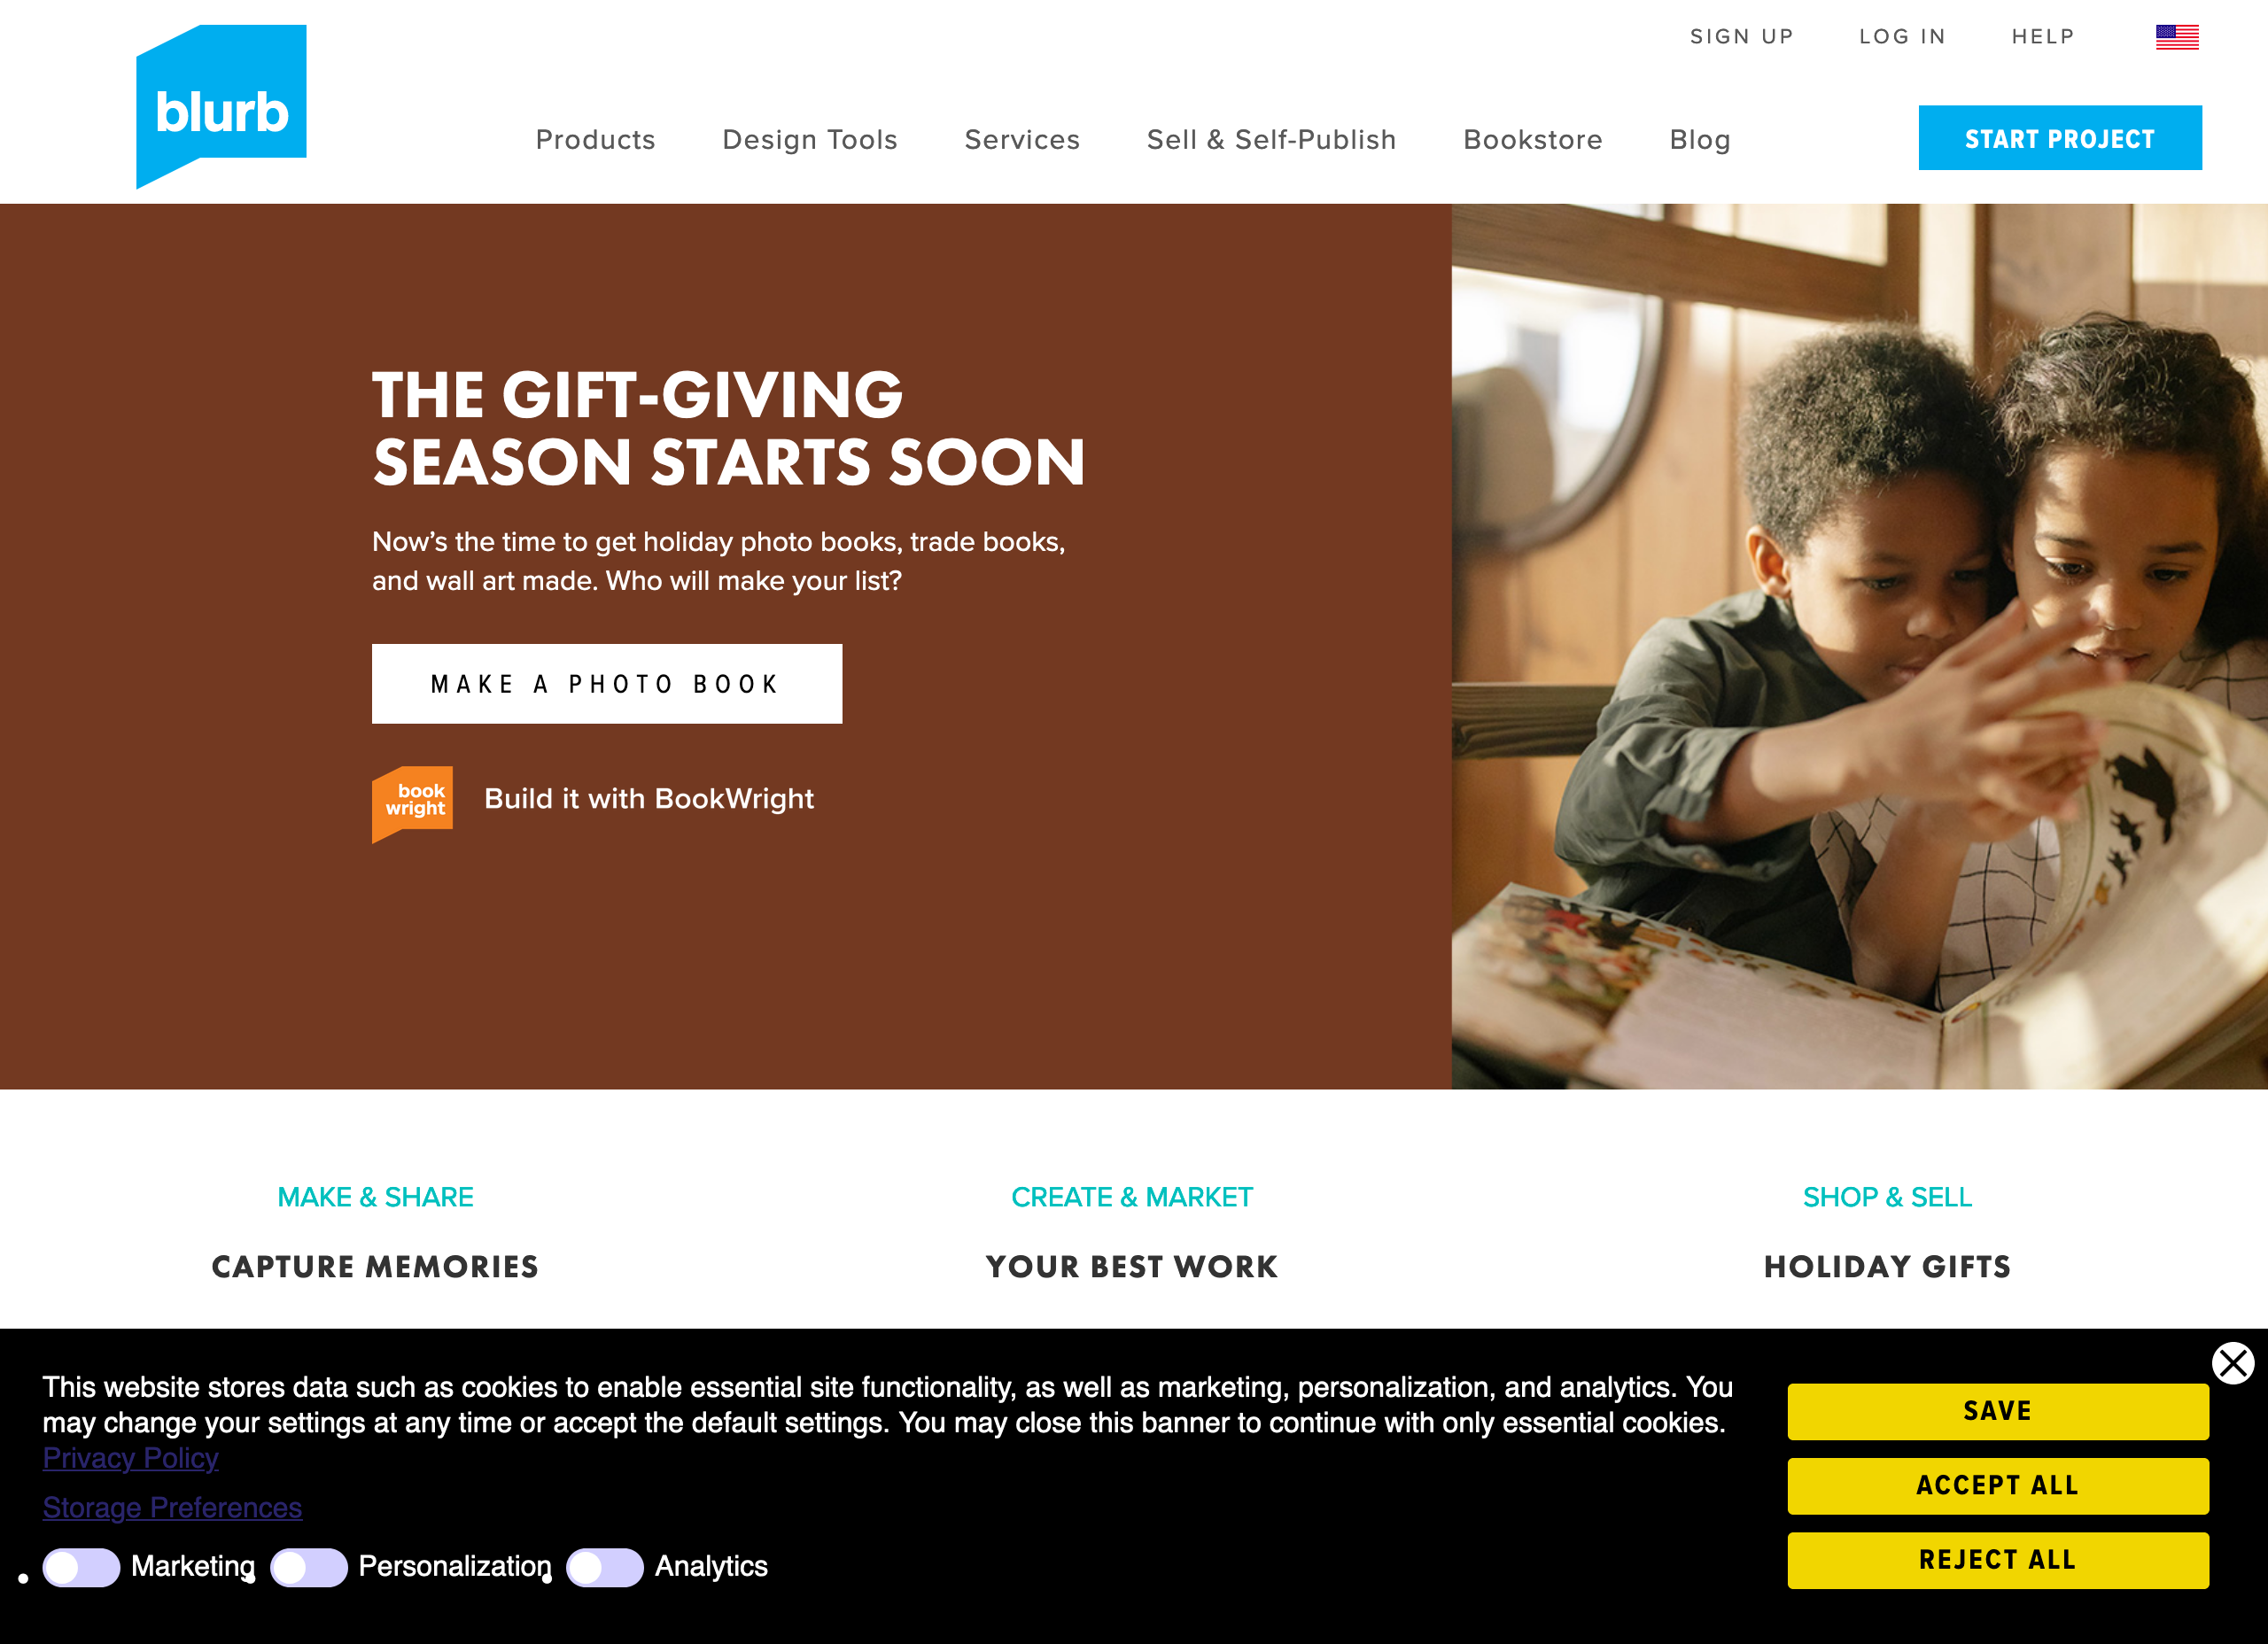 blurb
SIGN UP
LOG IN
HELP
Products
Design Tools
Services
Sell & Self-Publish
Bookstore
Blog
START PROJECT
THE GIFT-GIVING
SEASON STARTS SOON
Now’s the time to get holiday photo books, trade books,
and wall art made. Who will make your list?
MAKE A PHOTO BOOK
book
wright
Build it with BookWright
MAKE & SHARE
CAPTURE MEMORIES
CREATE & MARKET
YOUR BEST WORK
SHOP & SELL
HOLIDAY GIFTS
This website stores data such as cookies to enable essential site functionality, as well as marketing, personalization, and analytics. You
may change your settings at any time or accept the default settings. You may close this banner to continue with only essential cookies.
Privacy Policy
Storage Preferences
Marketing
Personalization
Analytics
SAVE
ACCEPT ALL
REJECT ALL